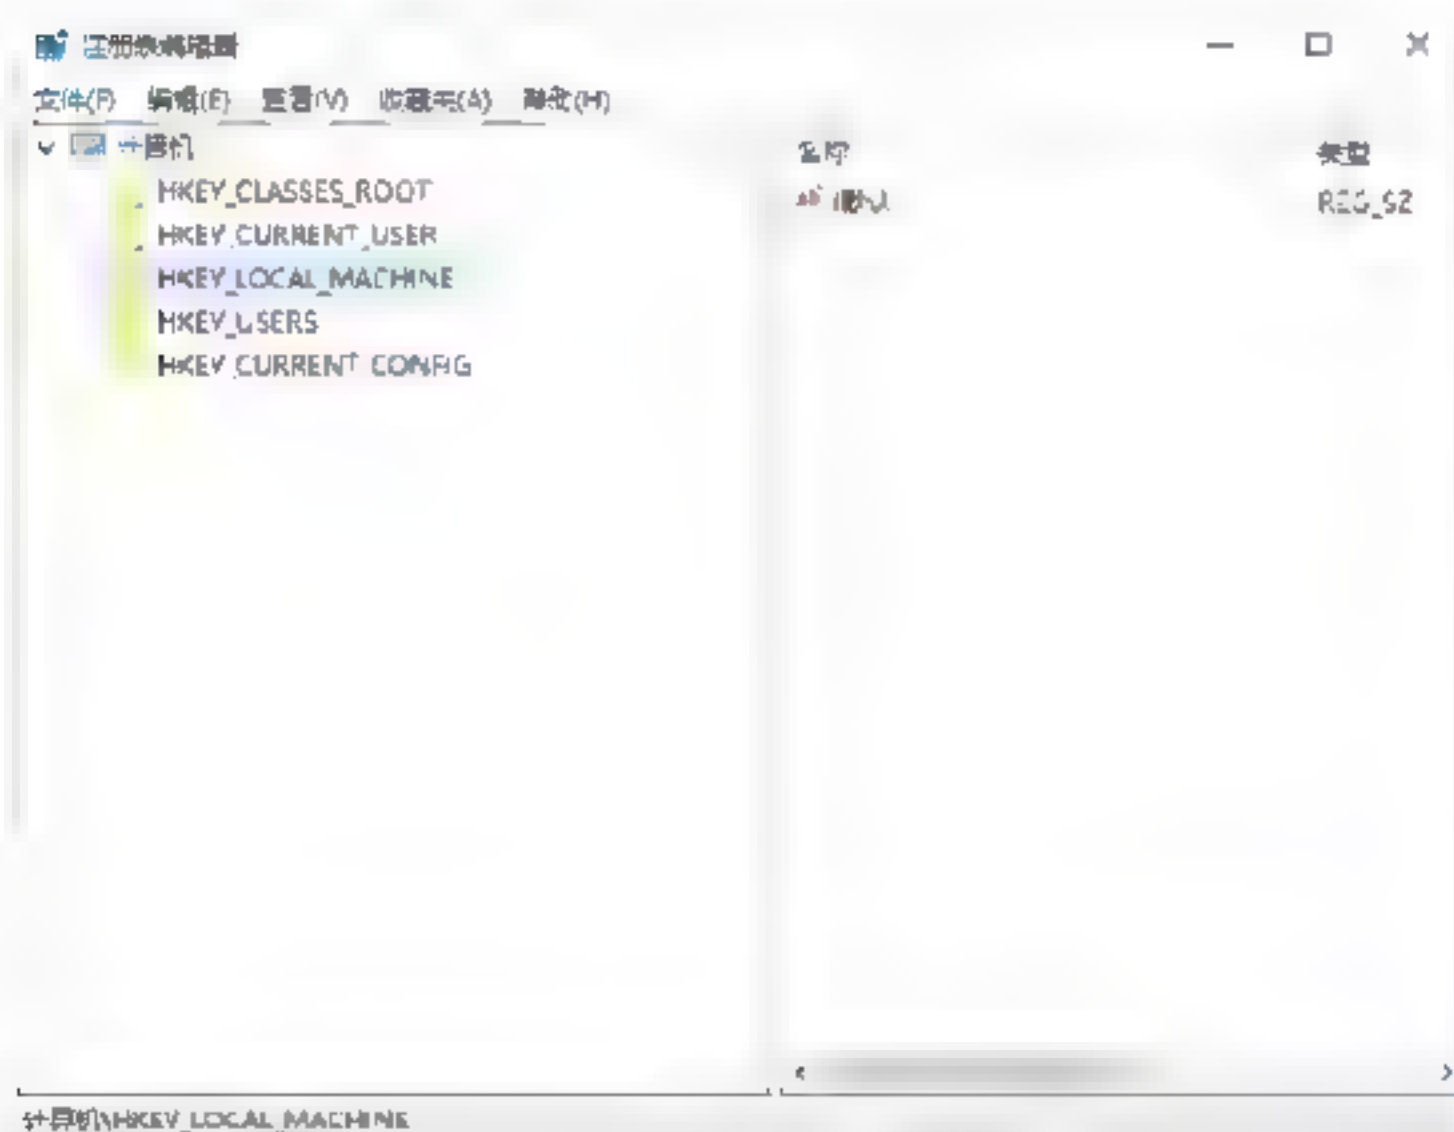 注册表编辑器
文件(F) 编辑(E) 查看(V) 收藏夹(A) 帮助(H)
计算机
HKEY_CLASSES_ROOT
HKEY_CURRENT_USER
HKEY_LOCAL_MACHINE
HKEY_USERS
HKEY_CURRENT_CONFIG
名称 类型
ab (默认) REG_SZ
计算机\HKEY_LOCAL_MACHINE